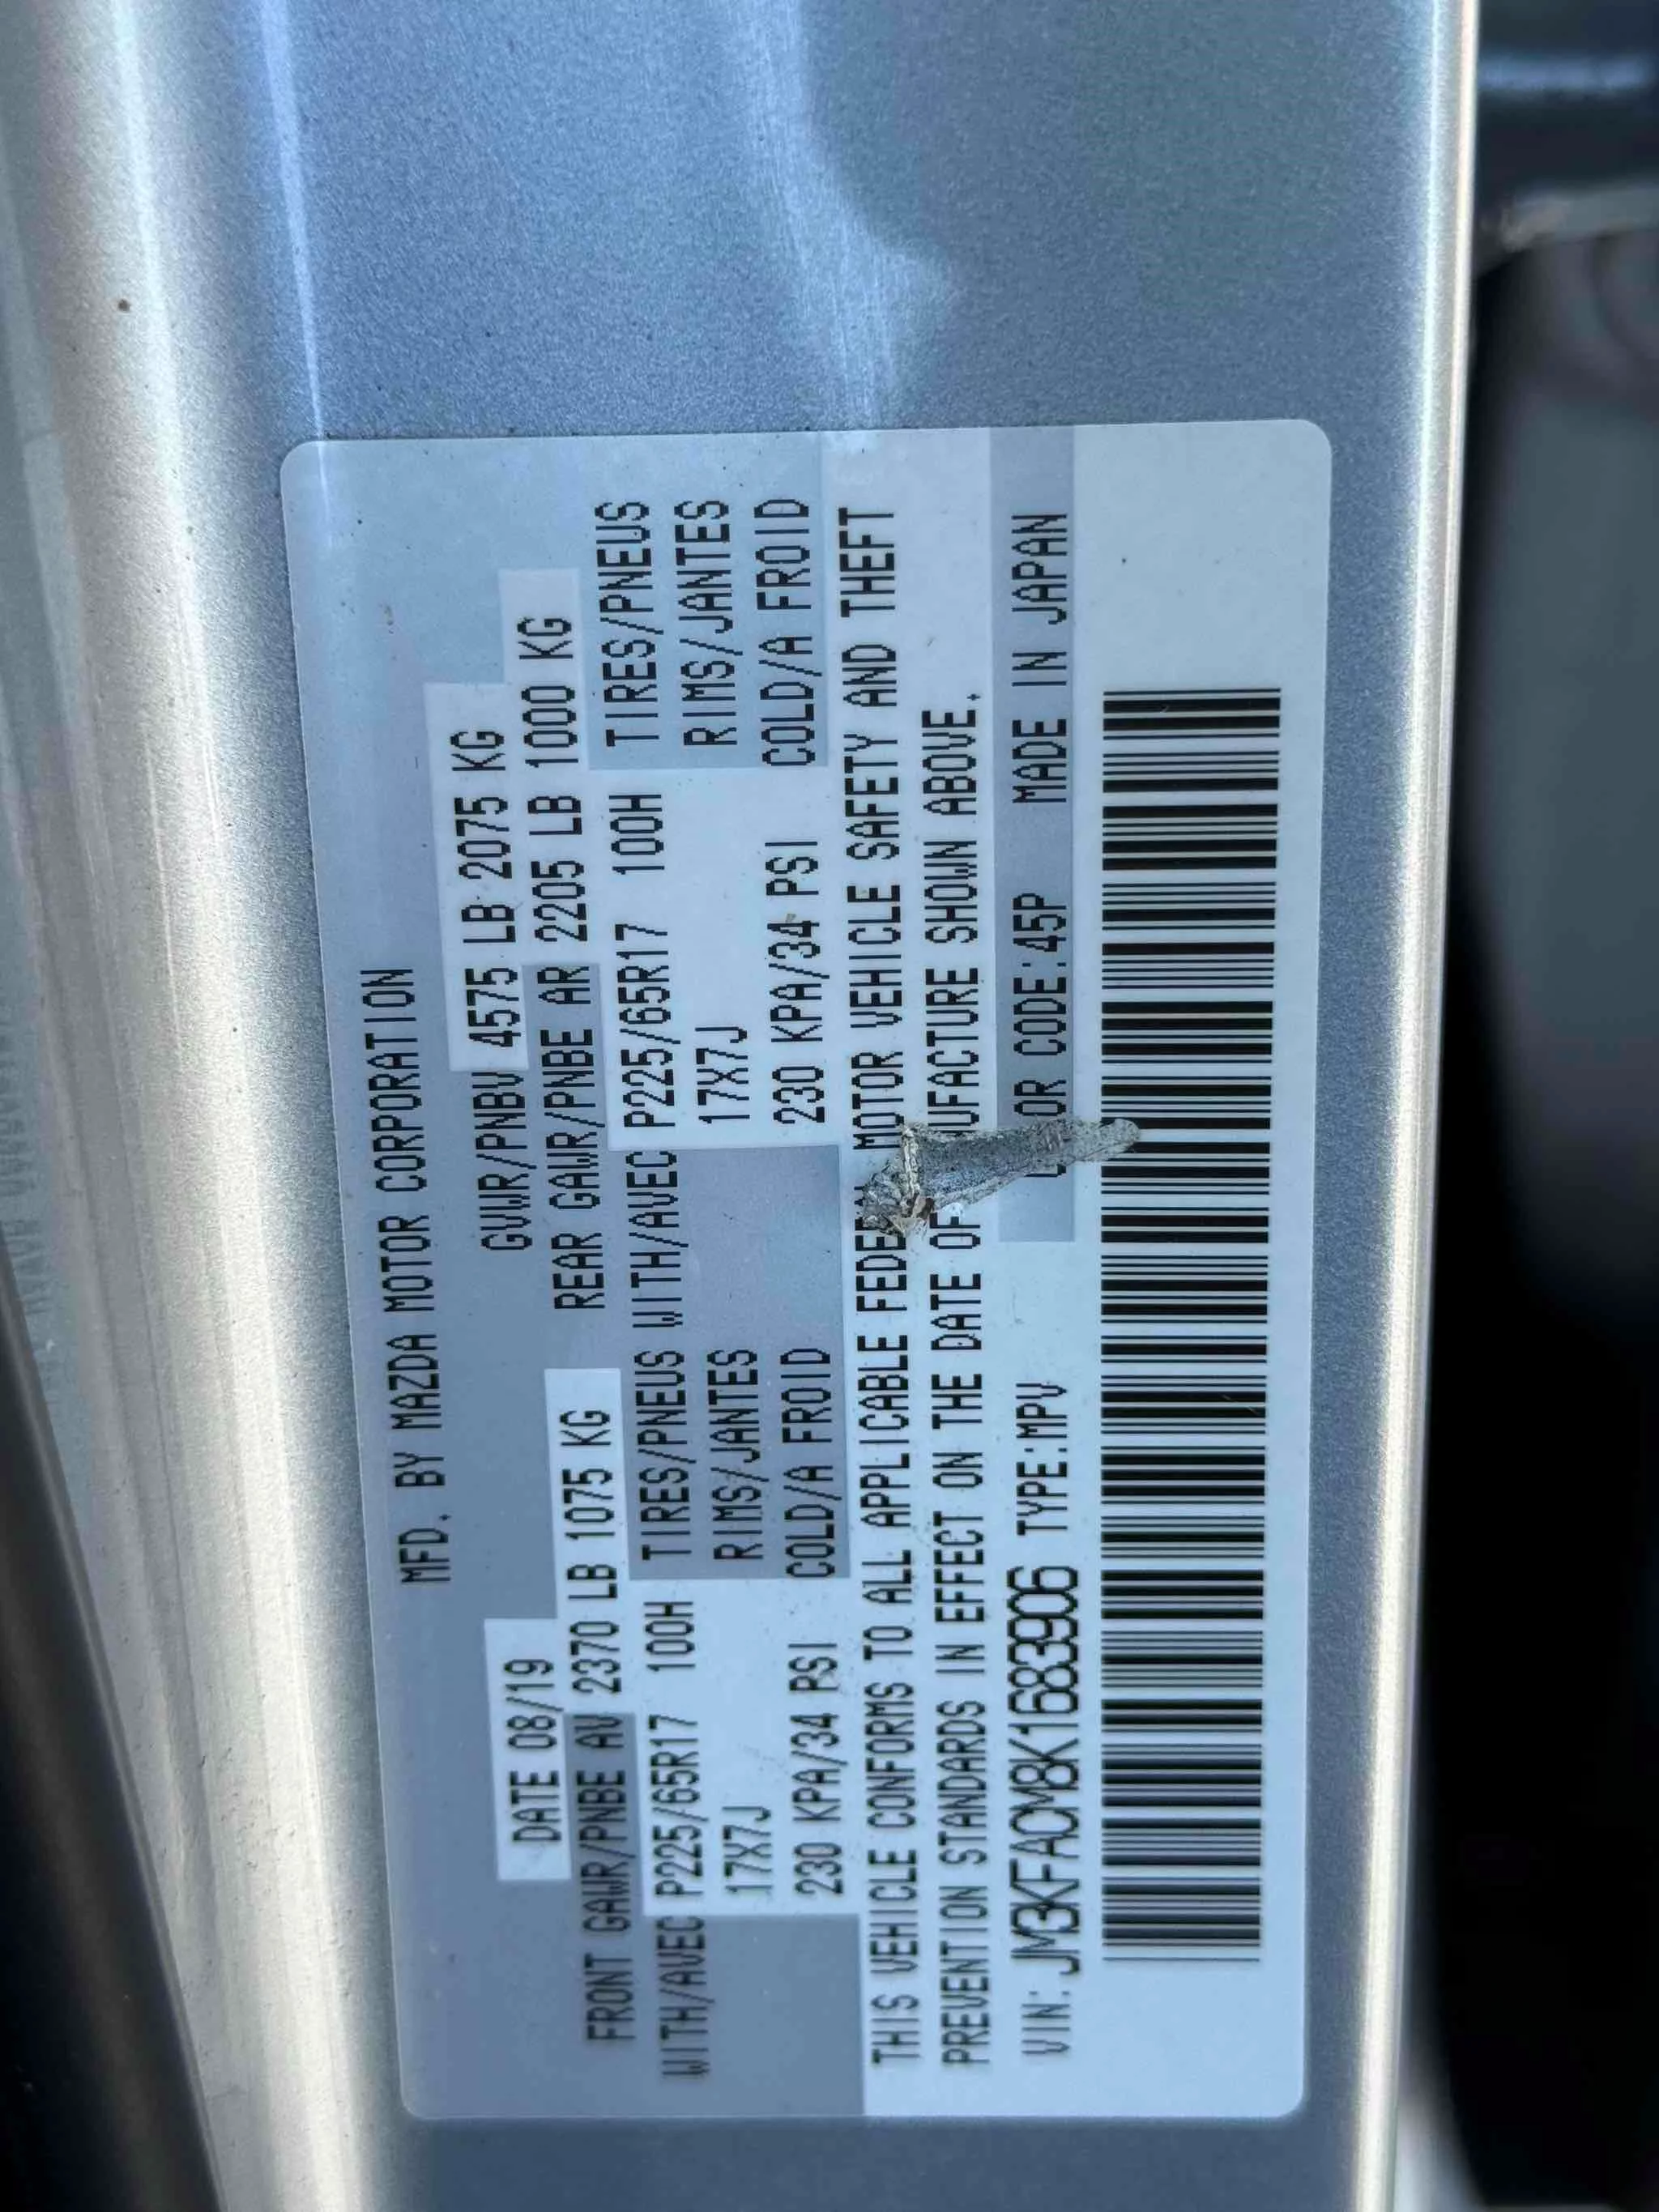 MFD. BY MAZDA MOTOR CORPORATION
DATE 08/19 GVWR/PNBV 4575 LB 2075 KG
FRONT GAWR/PNBE AV 2370 LB 1075 KG REAR GAWR/PNBE AR 2205 LB 1000 KG
WITH/AVEC P225/65R17 100H TIRES/PNEUS WITH/AVEC P225/65R17 100H TIRES/PNEUS
17X7J RIMS/JANTES 17X7J RIMS/JANTES
230 KPA/34 PSI COLD/A FROID 230 KPA/34 PSI COLD/A FROID
THIS VEHICLE CONFORMS TO ALL APPLICABLE FEDE MOTOR VEHICLE SAFETY AND THEFT
PREVENTION STANDARDS IN EFFECT ON THE DATE OF UFACTURE SHOWN ABOVE.
VIN: JM3KFACM8K1683906 TYPE:MPV OR CODE:45P MADE IN JAPAN